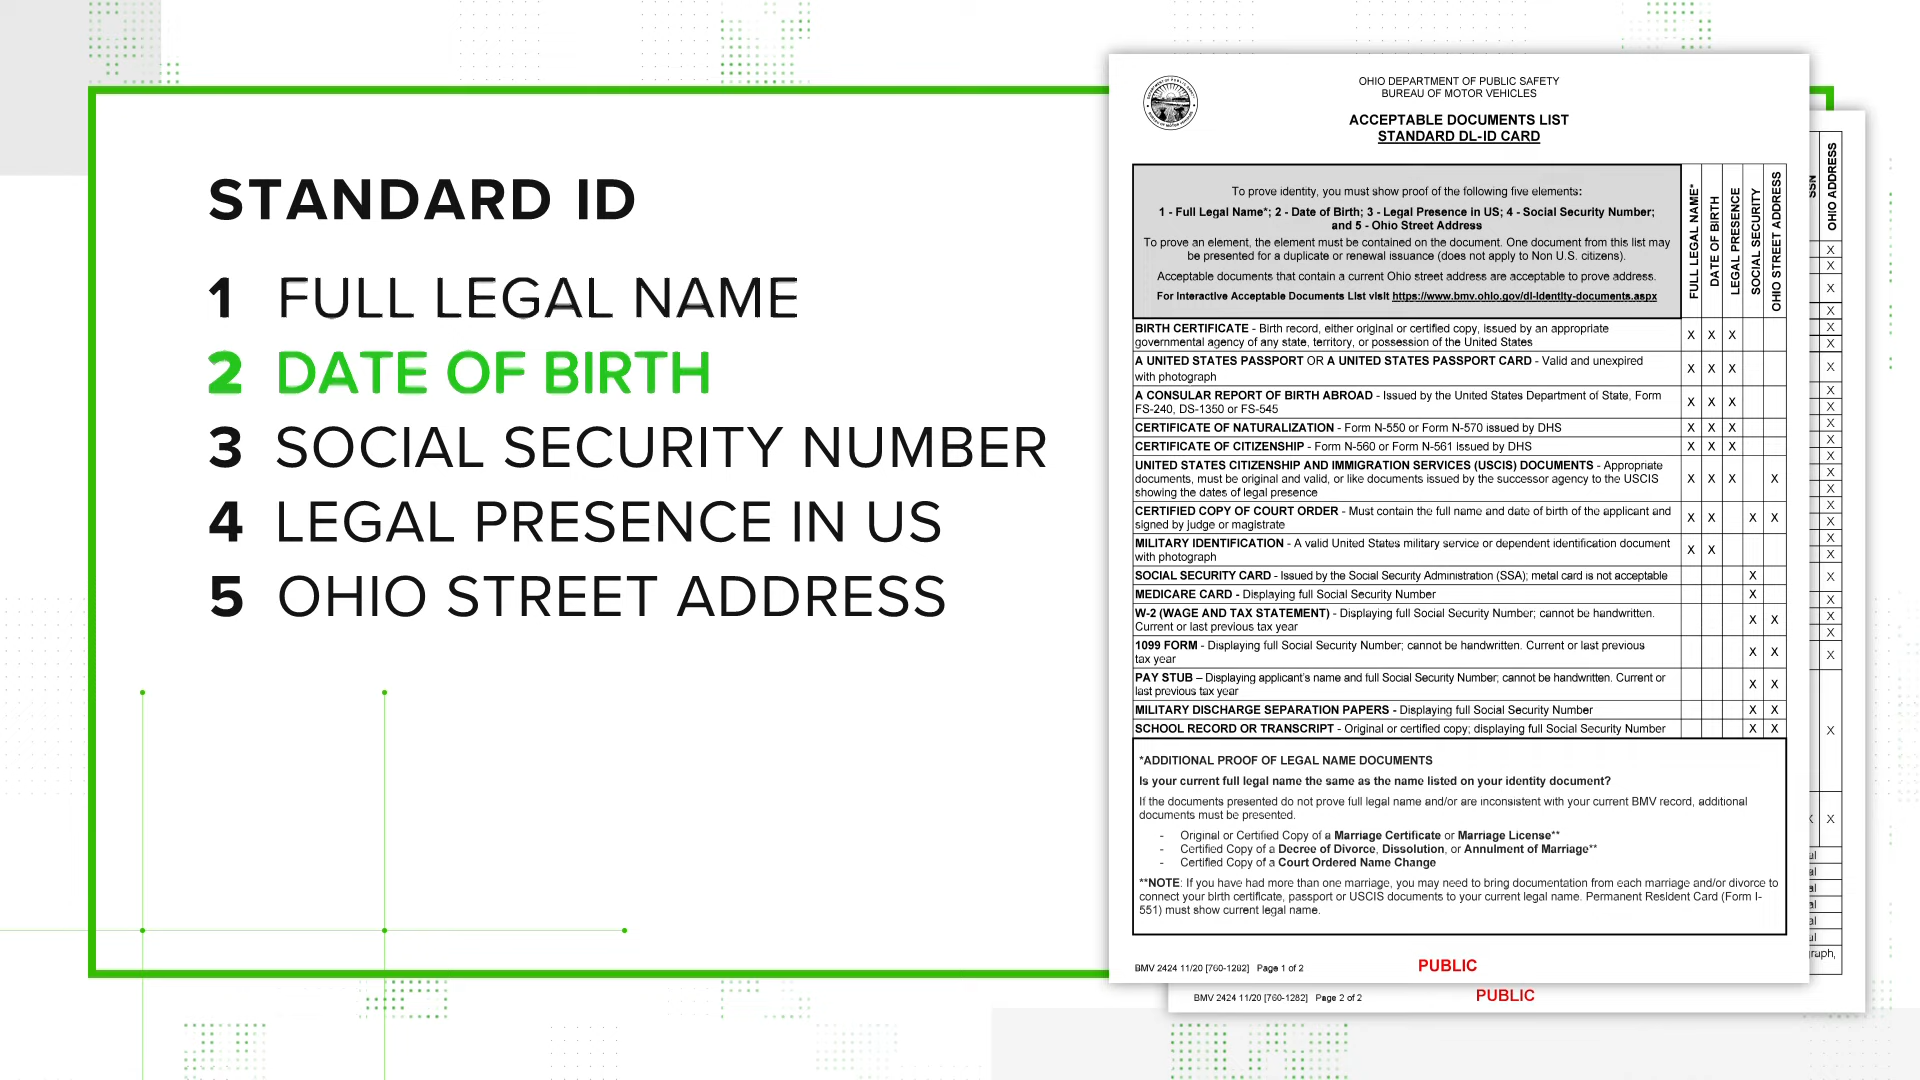 STANDARD ID
1 FULL LEGAL NAME
2 DATE OF BIRTH
3 SOCIAL SECURITY NUMBER
4 LEGAL PRESENCE IN US
5 OHIO STREET ADDRESS
OHIO DEPARTMENT OF PUBLIC SAFETY
BUREAU OF MOTOR VEHICLES
ACCEPTABLE DOCUMENTS LIST
STANDARD DL-ID CARD
To prove identity, you must show proof of the following five elements:
1 - Full Legal Name*; 2 - Date of Birth; 3 - Legal Presence in US; 4 - Social Security Number;
and 5 - Ohio Street Address
To prove an element, the element must be contained on the document. One document from this list may
be presented for a duplicate or renewal issuance (does not apply to Non U.S. citizens).
Acceptable documents that contain a current Ohio street address are acceptable to prove address.
For Interactive Acceptable Documents List visit https://www.bmv.ohio.gov/dl-identity-documents.aspx
FULL LEGAL NAME*
DATE OF BIRTH
LEGAL PRESENCE
SOCIAL SECURITY
OHIO STREET ADDRESS
BIRTH CERTIFICATE - Birth record, either original or certified copy, issued by an appropriate
governmental agency of any state, territory, or possession of the United States
X X X
A UNITED STATES PASSPORT OR A UNITED STATES PASSPORT CARD - Valid and unexpired
with photograph
X X X
A CONSULAR REPORT OF BIRTH ABROAD - Issued by the United States Department of State, Form
FS-240, DS-1350 or FS-545
X X X
CERTIFICATE OF NATURALIZATION - Form N-550 or Form N-570 issued by DHS X X X
CERTIFICATE OF CITIZENSHIP - Form N-560 or Form N-561 issued by DHS X X X
UNITED STATES CITIZENSHIP AND IMMIGRATION SERVICES (USCIS) DOCUMENTS - Appropriate
documents, must be original and valid, or like documents issued by the successor agency to the USCIS
showing the dates of legal presence
X X X X
CERTIFIED COPY OF COURT ORDER - Must contain the full name and date of birth of the applicant and
signed by judge or magistrate
X X X X
MILITARY IDENTIFICATION - A valid United States military service or dependent identification document
with photograph
X X
SOCIAL SECURITY CARD - Issued by the Social Security Administration (SSA); metal card is not acceptable X
MEDICARE CARD - Displaying full Social Security Number X
W-2 (WAGE AND TAX STATEMENT) - Displaying full Social Security Number; cannot be handwritten.
Current or last previous tax year
X X
1099 FORM - Displaying full Social Security Number; cannot be handwritten. Current or last previous
tax year
X X
PAY STUB – Displaying applicant's name and full Social Security Number; cannot be handwritten. Current or
last previous tax year
X X
MILITARY DISCHARGE SEPARATION PAPERS - Displaying full Social Security Number X X
SCHOOL RECORD OR TRANSCRIPT - Original or certified copy; displaying full Social Security Number X X
*ADDITIONAL PROOF OF LEGAL NAME DOCUMENTS
Is your current full legal name the same as the name listed on your identity document?
If the documents presented do not prove full legal name and/or are inconsistent with your current BMV record, additional
documents must be presented.
- Original or Certified Copy of a Marriage Certificate or Marriage License**
- Certified Copy of a Decree of Divorce, Dissolution, or Annulment of Marriage**
- Certified Copy of a Court Ordered Name Change
**NOTE: If you have had more than one marriage, you may need to bring documentation from each marriage and/or divorce to
connect your birth certificate, passport or USCIS documents to your current legal name. Permanent Resident Card (Form I-
551) must show current legal name.
BMV 2424 11/20 [760-1282] Page 1 of 2
PUBLIC
SSN
OHIO ADDRESS
BMV 2424 11/20 [760-1282] Page 2 of 2
PUBLIC